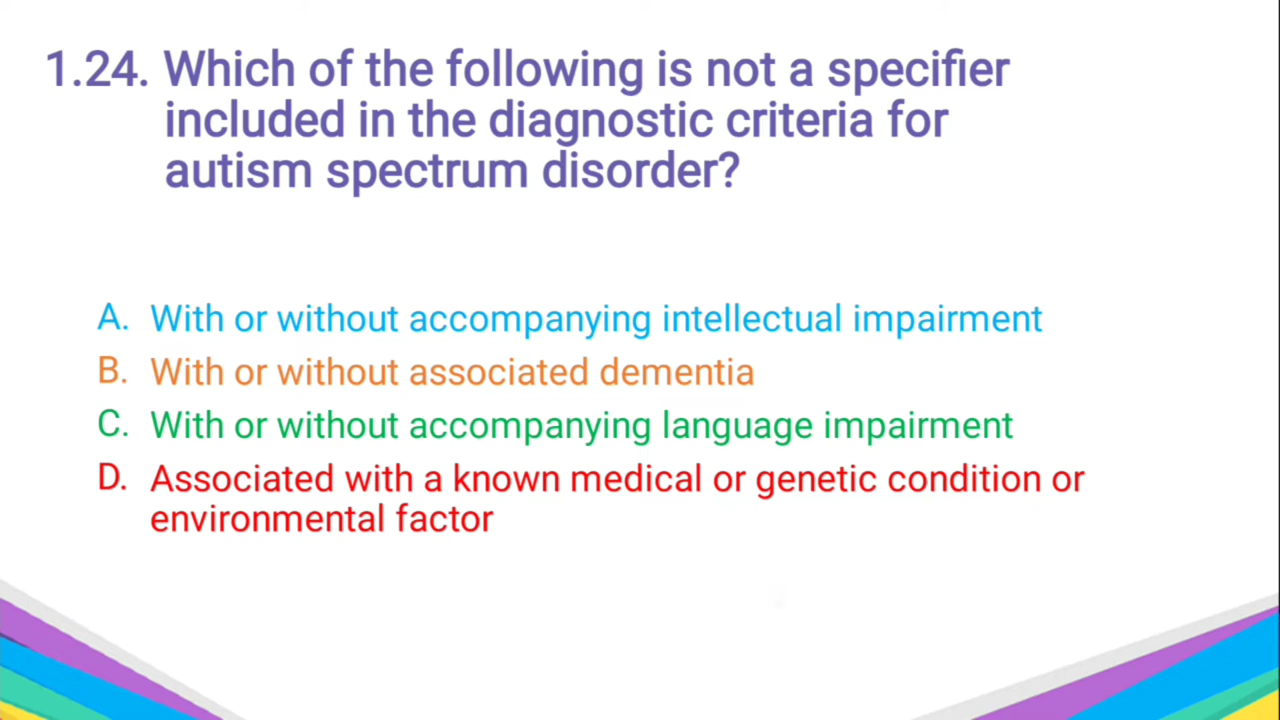 1.24. Which of the following is not a specifier
included in the diagnostic criteria for
autism spectrum disorder?
A. With or without accompanying intellectual impairment
B. With or without associated dementia
C. With or without accompanying language impairment
D. Associated with a known medical or genetic condition or
environmental factor